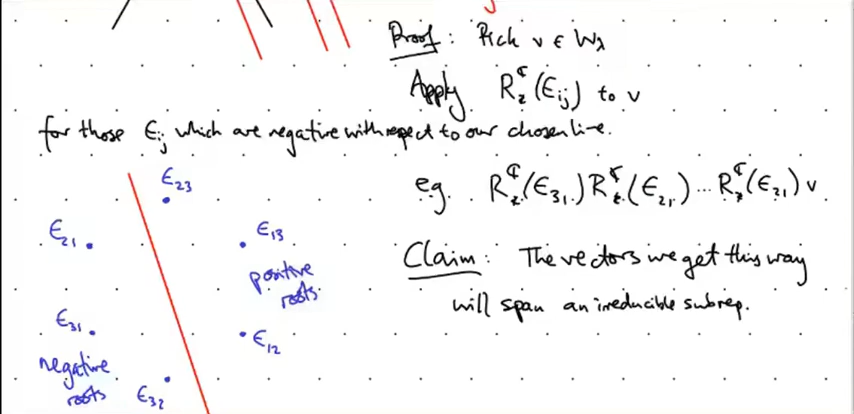 Proof: Pick v ∈ W_λ
Apply R_*^ℂ(E_ij) to v
for those E_ij which are negative with respect to our chosen line.
e.g. R_*^ℂ(E_31) R_*^ℂ(E_21) ... R_*^ℂ(E_21) v
Claim: The vectors we get this way
will span an irreducible subrep.
E_23
E_21
E_13
positive
roots
E_31
E_12
negative
roots
E_32